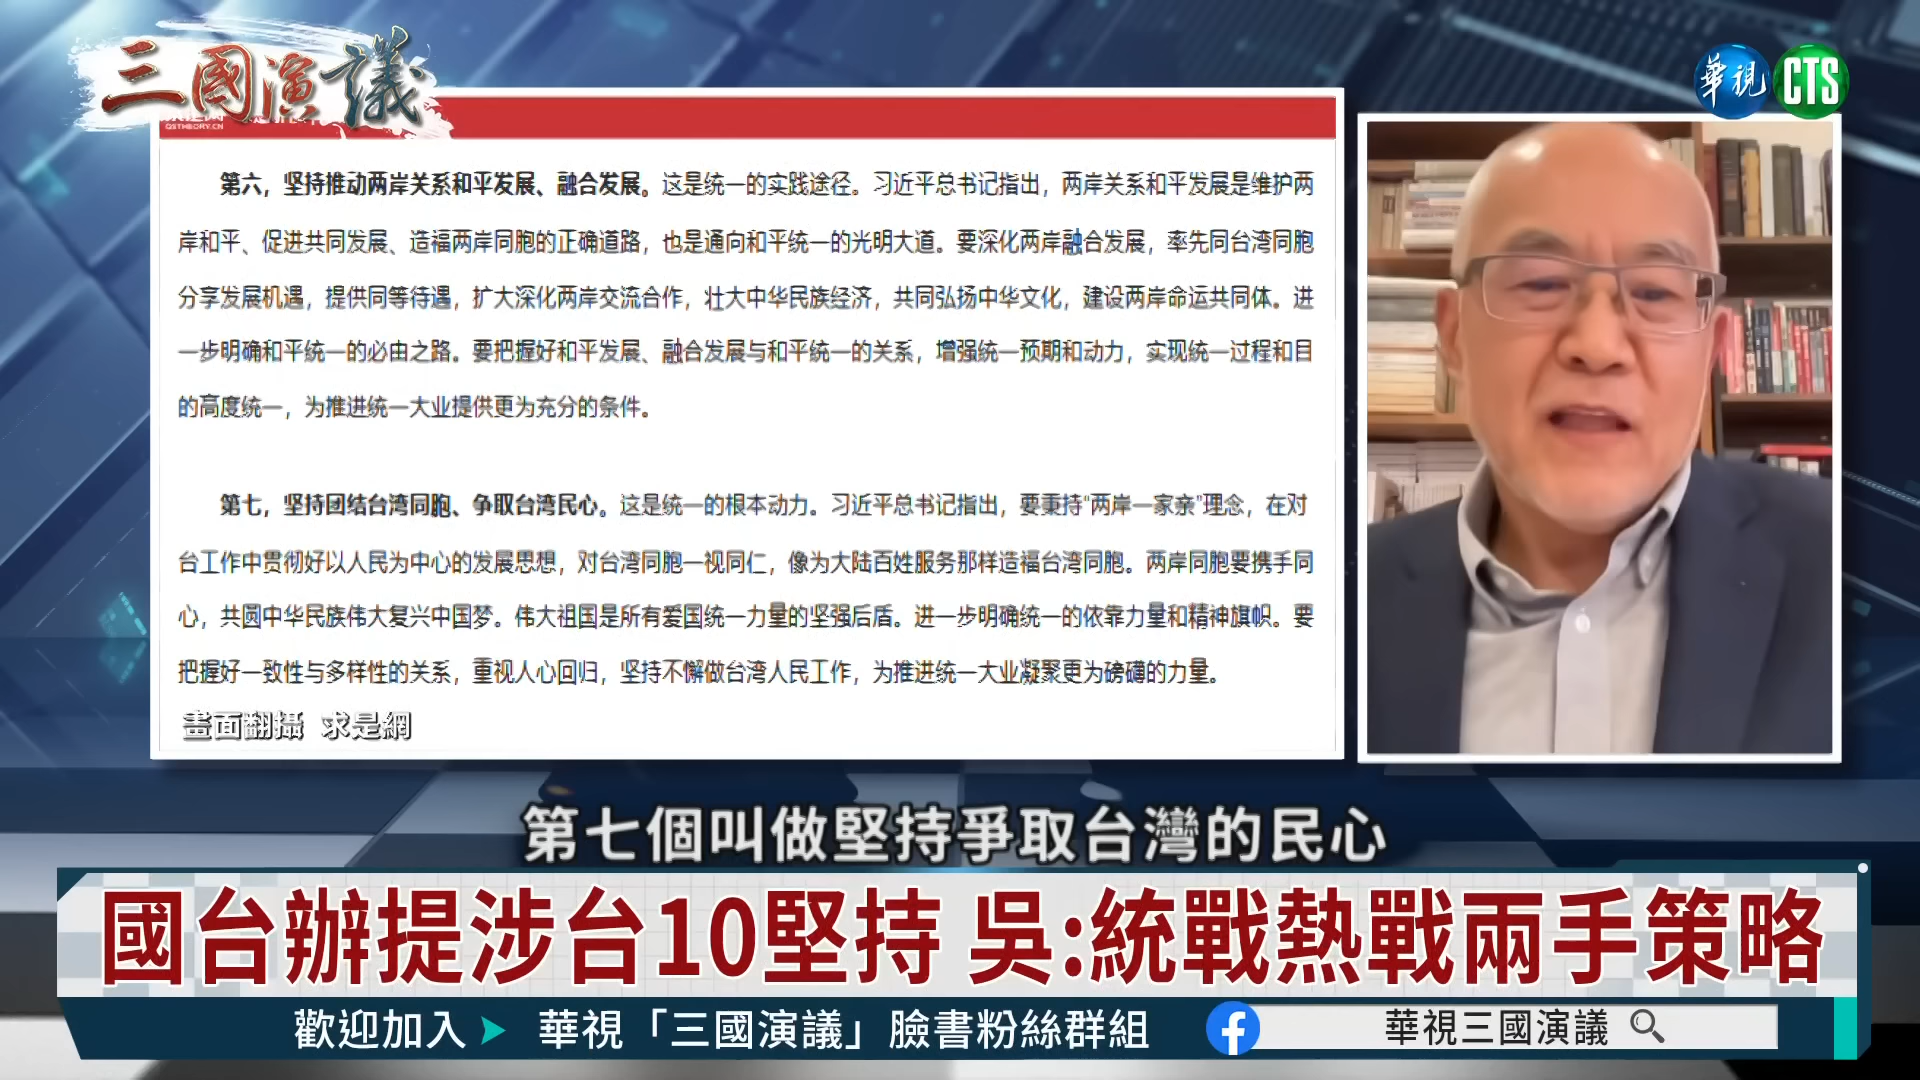 三國演議
華視 CTS
QSTHEORY.CN
第六，坚持推动两岸关系和平发展、融合发展。这是统一的实践途径。习近平总书记指出，两岸关系和平发展是维护两
岸和平、促进共同发展、造福两岸同胞的正确道路，也是通向和平统一的光明大道。要深化两岸融合发展，率先同台湾同胞
分享发展机遇，提供同等待遇，扩大深化两岸交流合作，壮大中华民族经济，共同弘扬中华文化，建设两岸命运共同体。进
一步明确和平统一的必由之路。要把握好和平发展、融合发展与和平统一的关系，增强统一预期和动力，实现统一过程和目
的高度统一，为推进统一大业提供更为充分的条件。
第七，坚持团结台湾同胞、争取台湾民心。这是统一的根本动力。习近平总书记指出，要秉持“两岸一家亲”理念，在对
台工作中贯彻好以人民为中心的发展思想，对台湾同胞一视同仁，像为大陆百姓服务那样造福台湾同胞。两岸同胞要携手同
心，共圆中华民族伟大复兴中国梦。伟大祖国是所有爱国统一力量的坚强后盾。进一步明确统一的依靠力量和精神旗帜。要
把握好一致性与多样性的关系，重视人心回归，坚持不懈做台湾人民工作，为推进统一大业凝聚更为磅礴的力量。
畫面翻攝 求是網
第七個叫做堅持爭取台灣的民心
國台辦提涉台10堅持 吳:統戰熱戰兩手策略
歡迎加入 華視「三國演議」臉書粉絲群組
華視三國演議